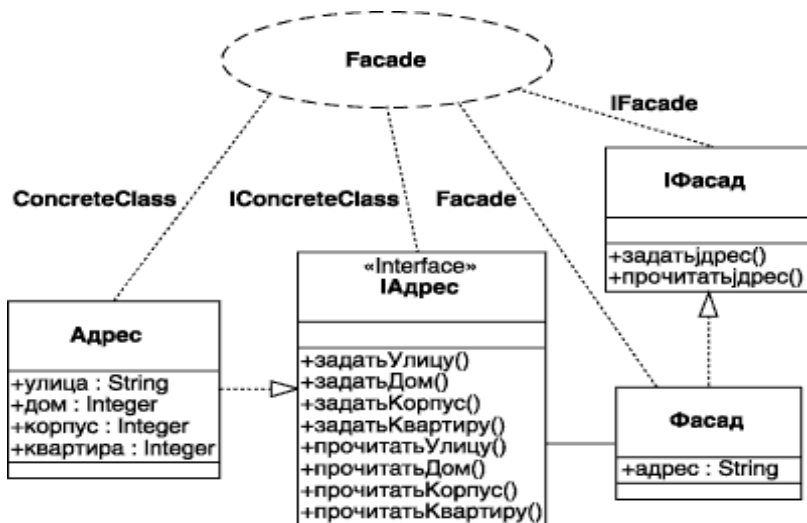 Facade
IFacade
ConcreteClass
IConcreteClass
Facade
IФасад
+задатьjдрес()
+прочитатьjдрес()
«Interface»
IАдрес
+задатьУлицу()
+задатьДом()
+задатьКорпус()
+задатьКвартиру()
+прочитатьУлицу()
+прочитатьДом()
+прочитатьКорпус()
+прочитатьКвартиру()
Адрес
+улица : String
+дом : Integer
+корпус : Integer
+квартира : Integer
Фасад
+адрес : String